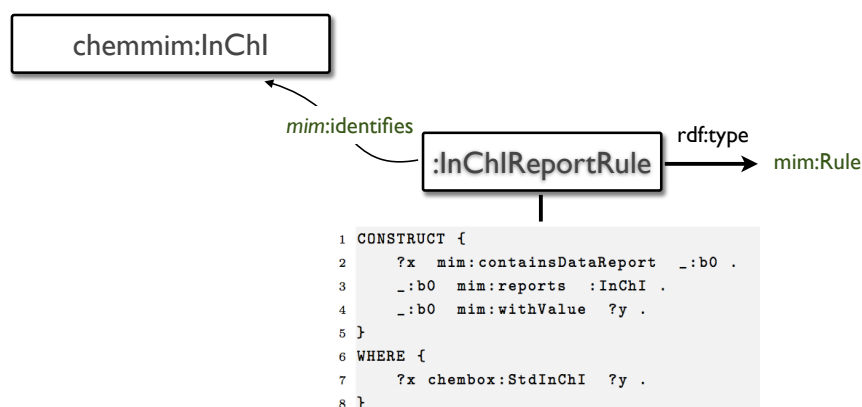 chemmim:InChI
mim:identifies
:InChIReportRule
rdf:type
mim:Rule
1 CONSTRUCT {
2 ?x mim:containsDataReport _:b0 .
3 _:b0 mim:reports :InChI .
4 _:b0 mim:withValue ?y .
5 }
6 WHERE {
7 ?x chembox:StdInChI ?y .
8 }